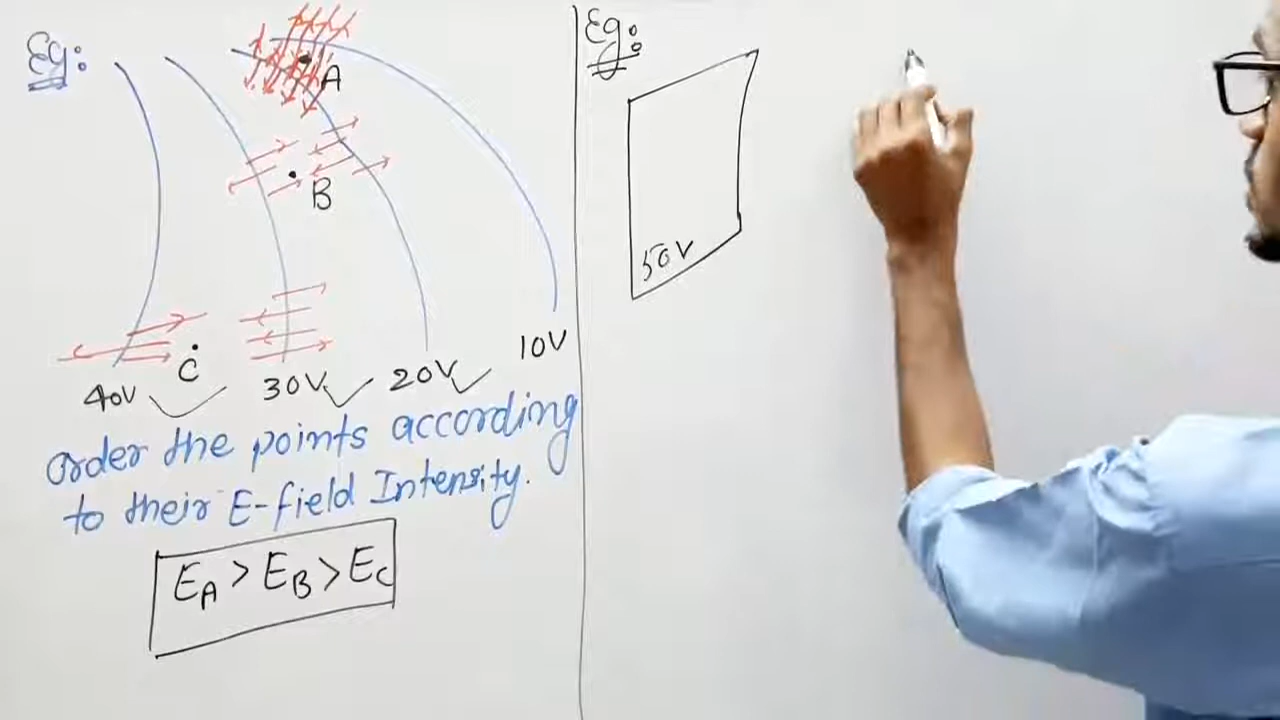 Eg:
A
B
C
40V 30V 20V 10V
order the points according
to their E-field Intensity.
E_A > E_B > E_C
Eg:
50V